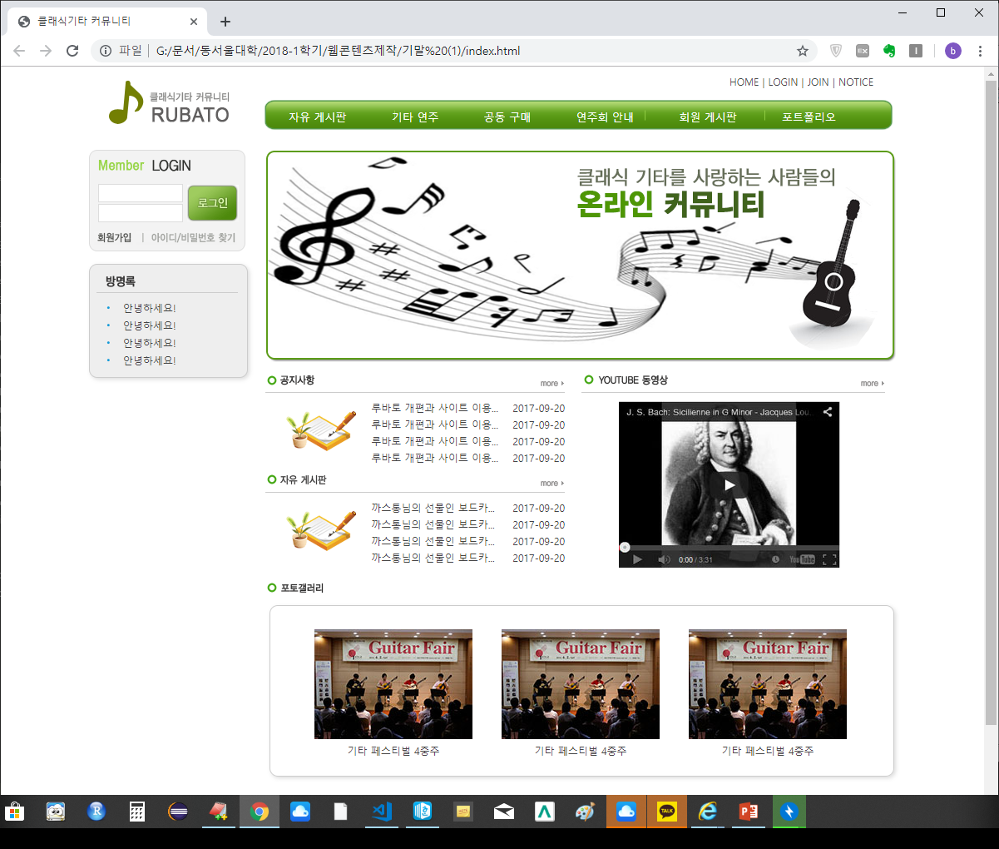 클래식기타 커뮤니티
파일 | G:/문서/동서울대학/2018-1학기/웹콘텐츠제작/기말%20(1)/index.html
EX
b
HOME | LOGIN | JOIN | NOTICE
클래식기타 커뮤니티
RUBATO
자유 게시판 기타 연주 공동 구매 연주회 안내 회원 게시판 포트폴리오
Member LOGIN
로그인
회원가입 | 아이디/비밀번호 찾기
클래식 기타를 사랑하는 사람들의
온라인 커뮤니티
방명록
안녕하세요!
안녕하세요!
안녕하세요!
안녕하세요!
공지사항 more
루바토 개편과 사이트 이용... 2017-09-20
루바토 개편과 사이트 이용... 2017-09-20
루바토 개편과 사이트 이용... 2017-09-20
루바토 개편과 사이트 이용... 2017-09-20
자유 게시판 more
까스통님의 선물인 보드카... 2017-09-20
까스통님의 선물인 보드카... 2017-09-20
까스통님의 선물인 보드카... 2017-09-20
까스통님의 선물인 보드카... 2017-09-20
YOUTUBE 동영상 more
J. S. Bach: Sicilienne in G Minor - Jacques Lou...
0:00 / 3:31
YouTube
포토갤러리
Guitar Fair
Guitar Fair
Guitar Fair
기타 페스티벌 4중주
기타 페스티벌 4중주
기타 페스티벌 4중주
R
TALK